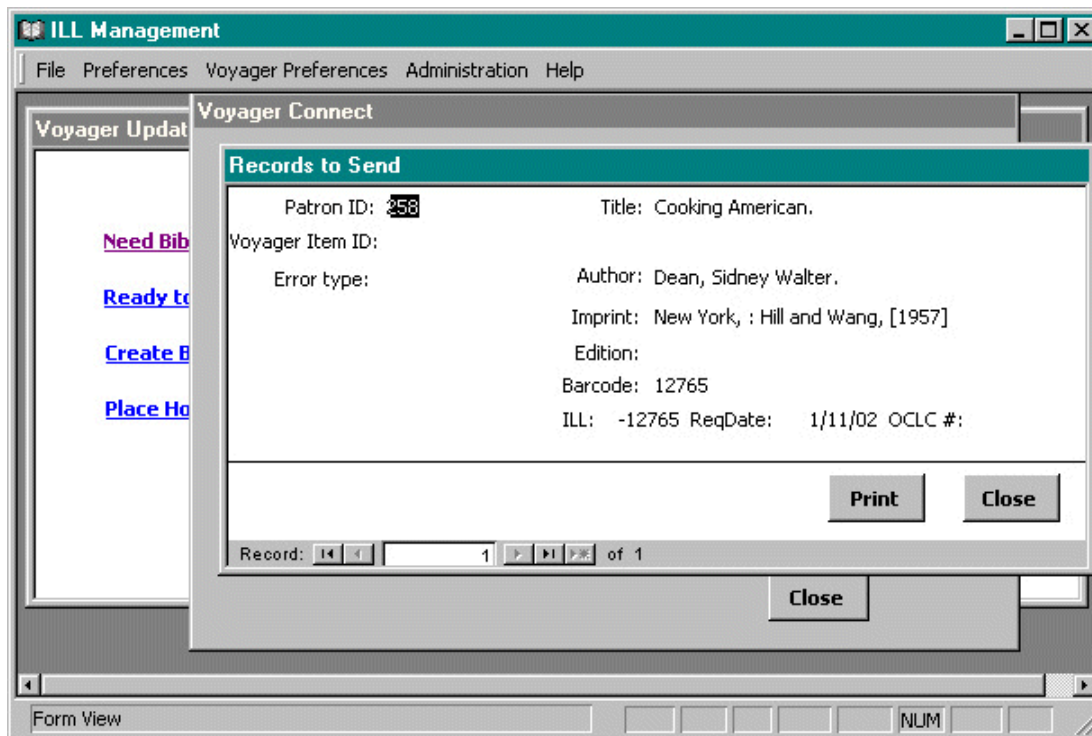 ILL Management
File Preferences Voyager Preferences Administration Help
Voyager Connect
Voyager Updat
Records to Send
Patron ID: 258 Title: Cooking American.
Need Bib Voyager Item ID:
Error type: Author: Dean, Sidney Walter.
Ready to
Imprint: New York, : Hill and Wang, [1957]
Create B Edition:
Barcode: 12765
Place Ho
ILL: -12765 ReqDate: 1/11/02 OCLC #:
Print Close
Record: 1 of 1
Close
Form View NUM